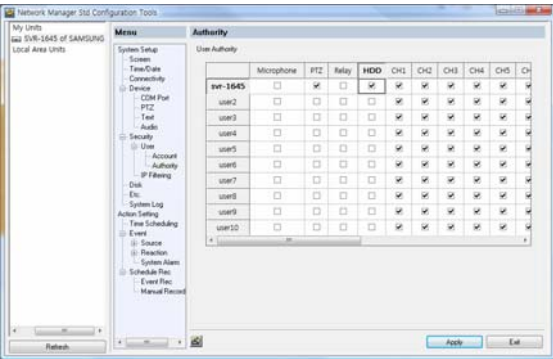 Network Manager Std Configuration Tools
My Units
SVR-1645 of SAMSUNG
Local Area Units
Refresh
Menu
System Setup
Screen
Time/Date
Connectivity
Device
COM Port
PTZ
Text
Audio
Security
User
Account
Authority
IP Filtering
Disk
Etc.
System Log
Action Setting
Time Scheduling
Event
Source
Reaction
System Alarm
Schedule Rec
Event Rec
Manual Record
Authority
User Authority
Microphone PTZ Relay HDD CH1 CH2 CH3 CH4 CH5 CH
svr-1645
user2
user3
user4
user5
user6
user7
user8
user9
user10
Apply Exit